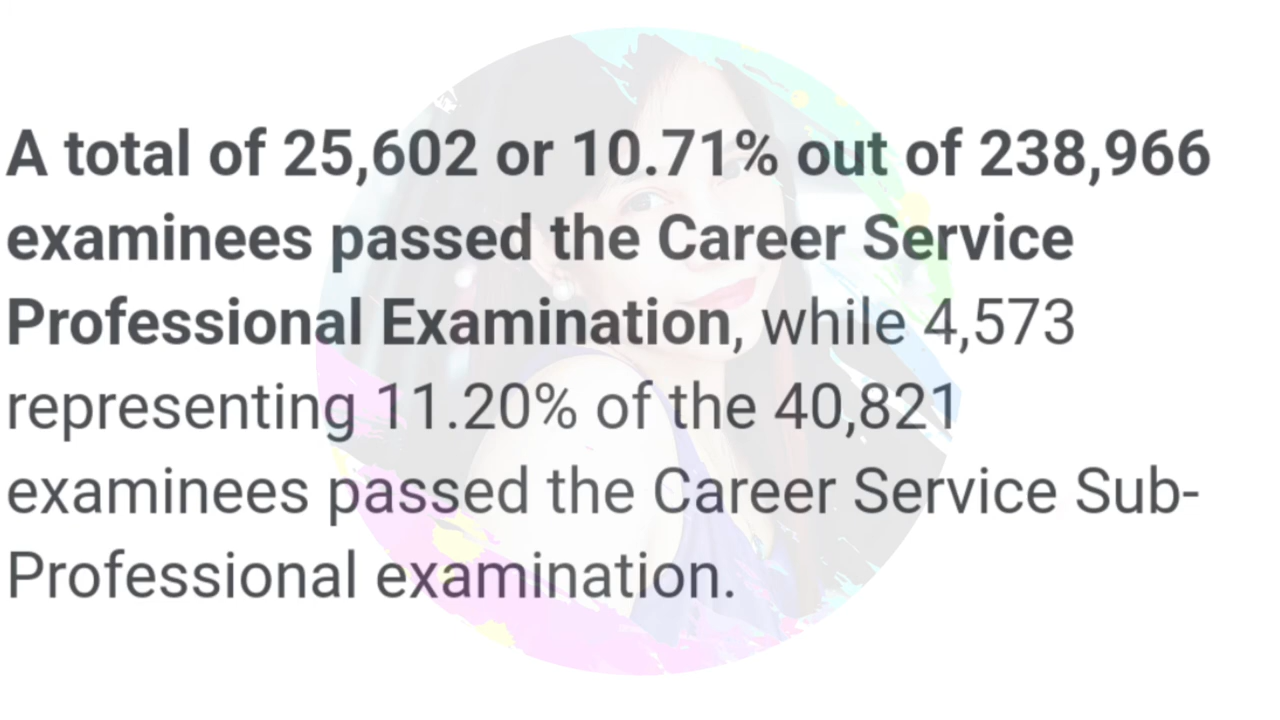 A total of 25,602 or 10.71% out of 238,966
examinees passed the Career Service
Professional Examination, while 4,573
representing 11.20% of the 40,821
examinees passed the Career Service Sub-
Professional examination.